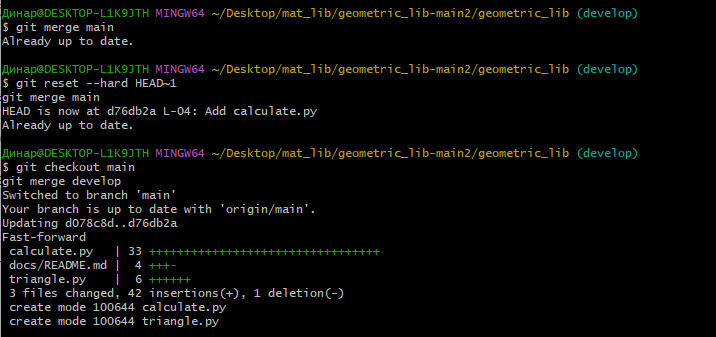 Динар@DESKTOP-L1K9JTH MINGW64 ~/Desktop/mat_lib/geometric_lib-main2/geometric_lib (develop)
$ git merge main
Already up to date.
Динар@DESKTOP-L1K9JTH MINGW64 ~/Desktop/mat_lib/geometric_lib-main2/geometric_lib (develop)
$ git reset --hard HEAD~1
git merge main
HEAD is now at d76db2a L-04: Add calculate.py
Already up to date.
Динар@DESKTOP-L1K9JTH MINGW64 ~/Desktop/mat_lib/geometric_lib-main2/geometric_lib (develop)
$ git checkout main
git merge develop
Switched to branch 'main'
Your branch is up to date with 'origin/main'.
Updating d078c8d..d76db2a
Fast-forward
 calculate.py   | 33 +++++++++++++++++++++++++++++++++
 docs/README.md |  4 +++-
 triangle.py    |  6 ++++++
 3 files changed, 42 insertions(+), 1 deletion(-)
 create mode 100644 calculate.py
 create mode 100644 triangle.py